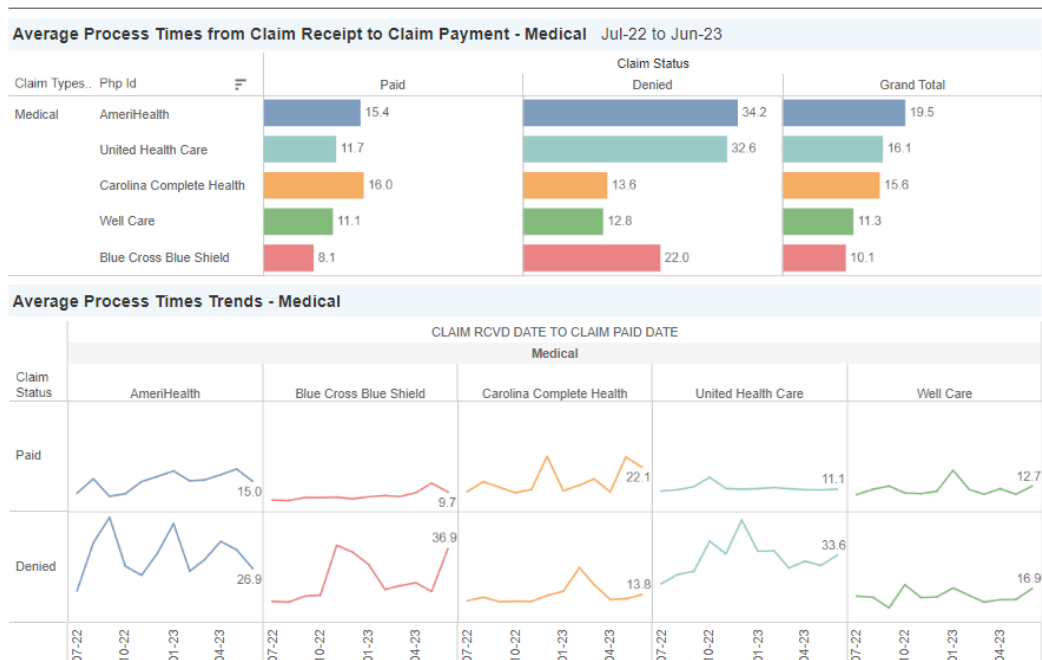 Average Process Times from Claim Receipt to Claim Payment - Medical Jul-22 to Jun-23
Claim Status
Claim Types.. Php Id Paid Denied Grand Total
Medical AmeriHealth 15.4 34.2 19.5
United Health Care 11.7 32.6 16.1
Carolina Complete Health 16.0 13.6 15.6
Well Care 11.1 12.8 11.3
Blue Cross Blue Shield 8.1 22.0 10.1
Average Process Times Trends - Medical
CLAIM RCVD DATE TO CLAIM PAID DATE
Medical
Claim
Status AmeriHealth Blue Cross Blue Shield Carolina Complete Health United Health Care Well Care
Paid 15.0 9.7 22.1 11.1 12.7
Denied 26.9 36.9 13.8 33.6 16.9
07-22 10-22 01-23 04-23 07-22 10-22 01-23 04-23 07-22 10-22 01-23 04-23 07-22 10-22 01-23 04-23 07-22 10-22 01-23 04-23